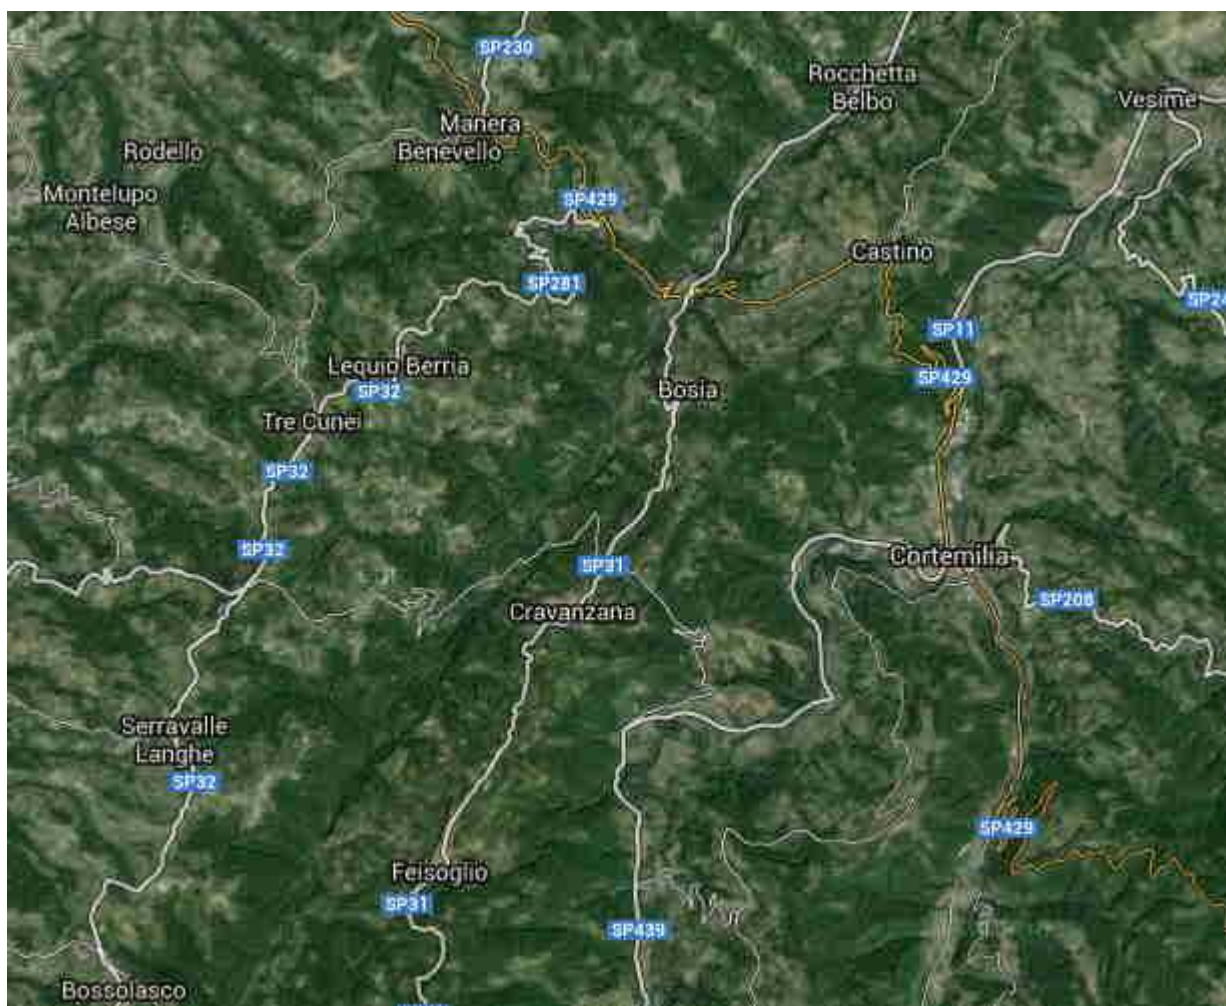 SP230
Rocchetta
Belbo
Vesime
Manera
Benevello
Rodello
Montelupo
Albese
SP429
Castino
SP281
SP11
Lequio Berria
SP32
SP429
Bosia
Tre Cunei
SP32
SP32
SP31
Cortemilia
SP208
Cravanzana
Serravalle
Langhe
SP32
SP429
Feisoglio
SP31
SP439
Bossolasco